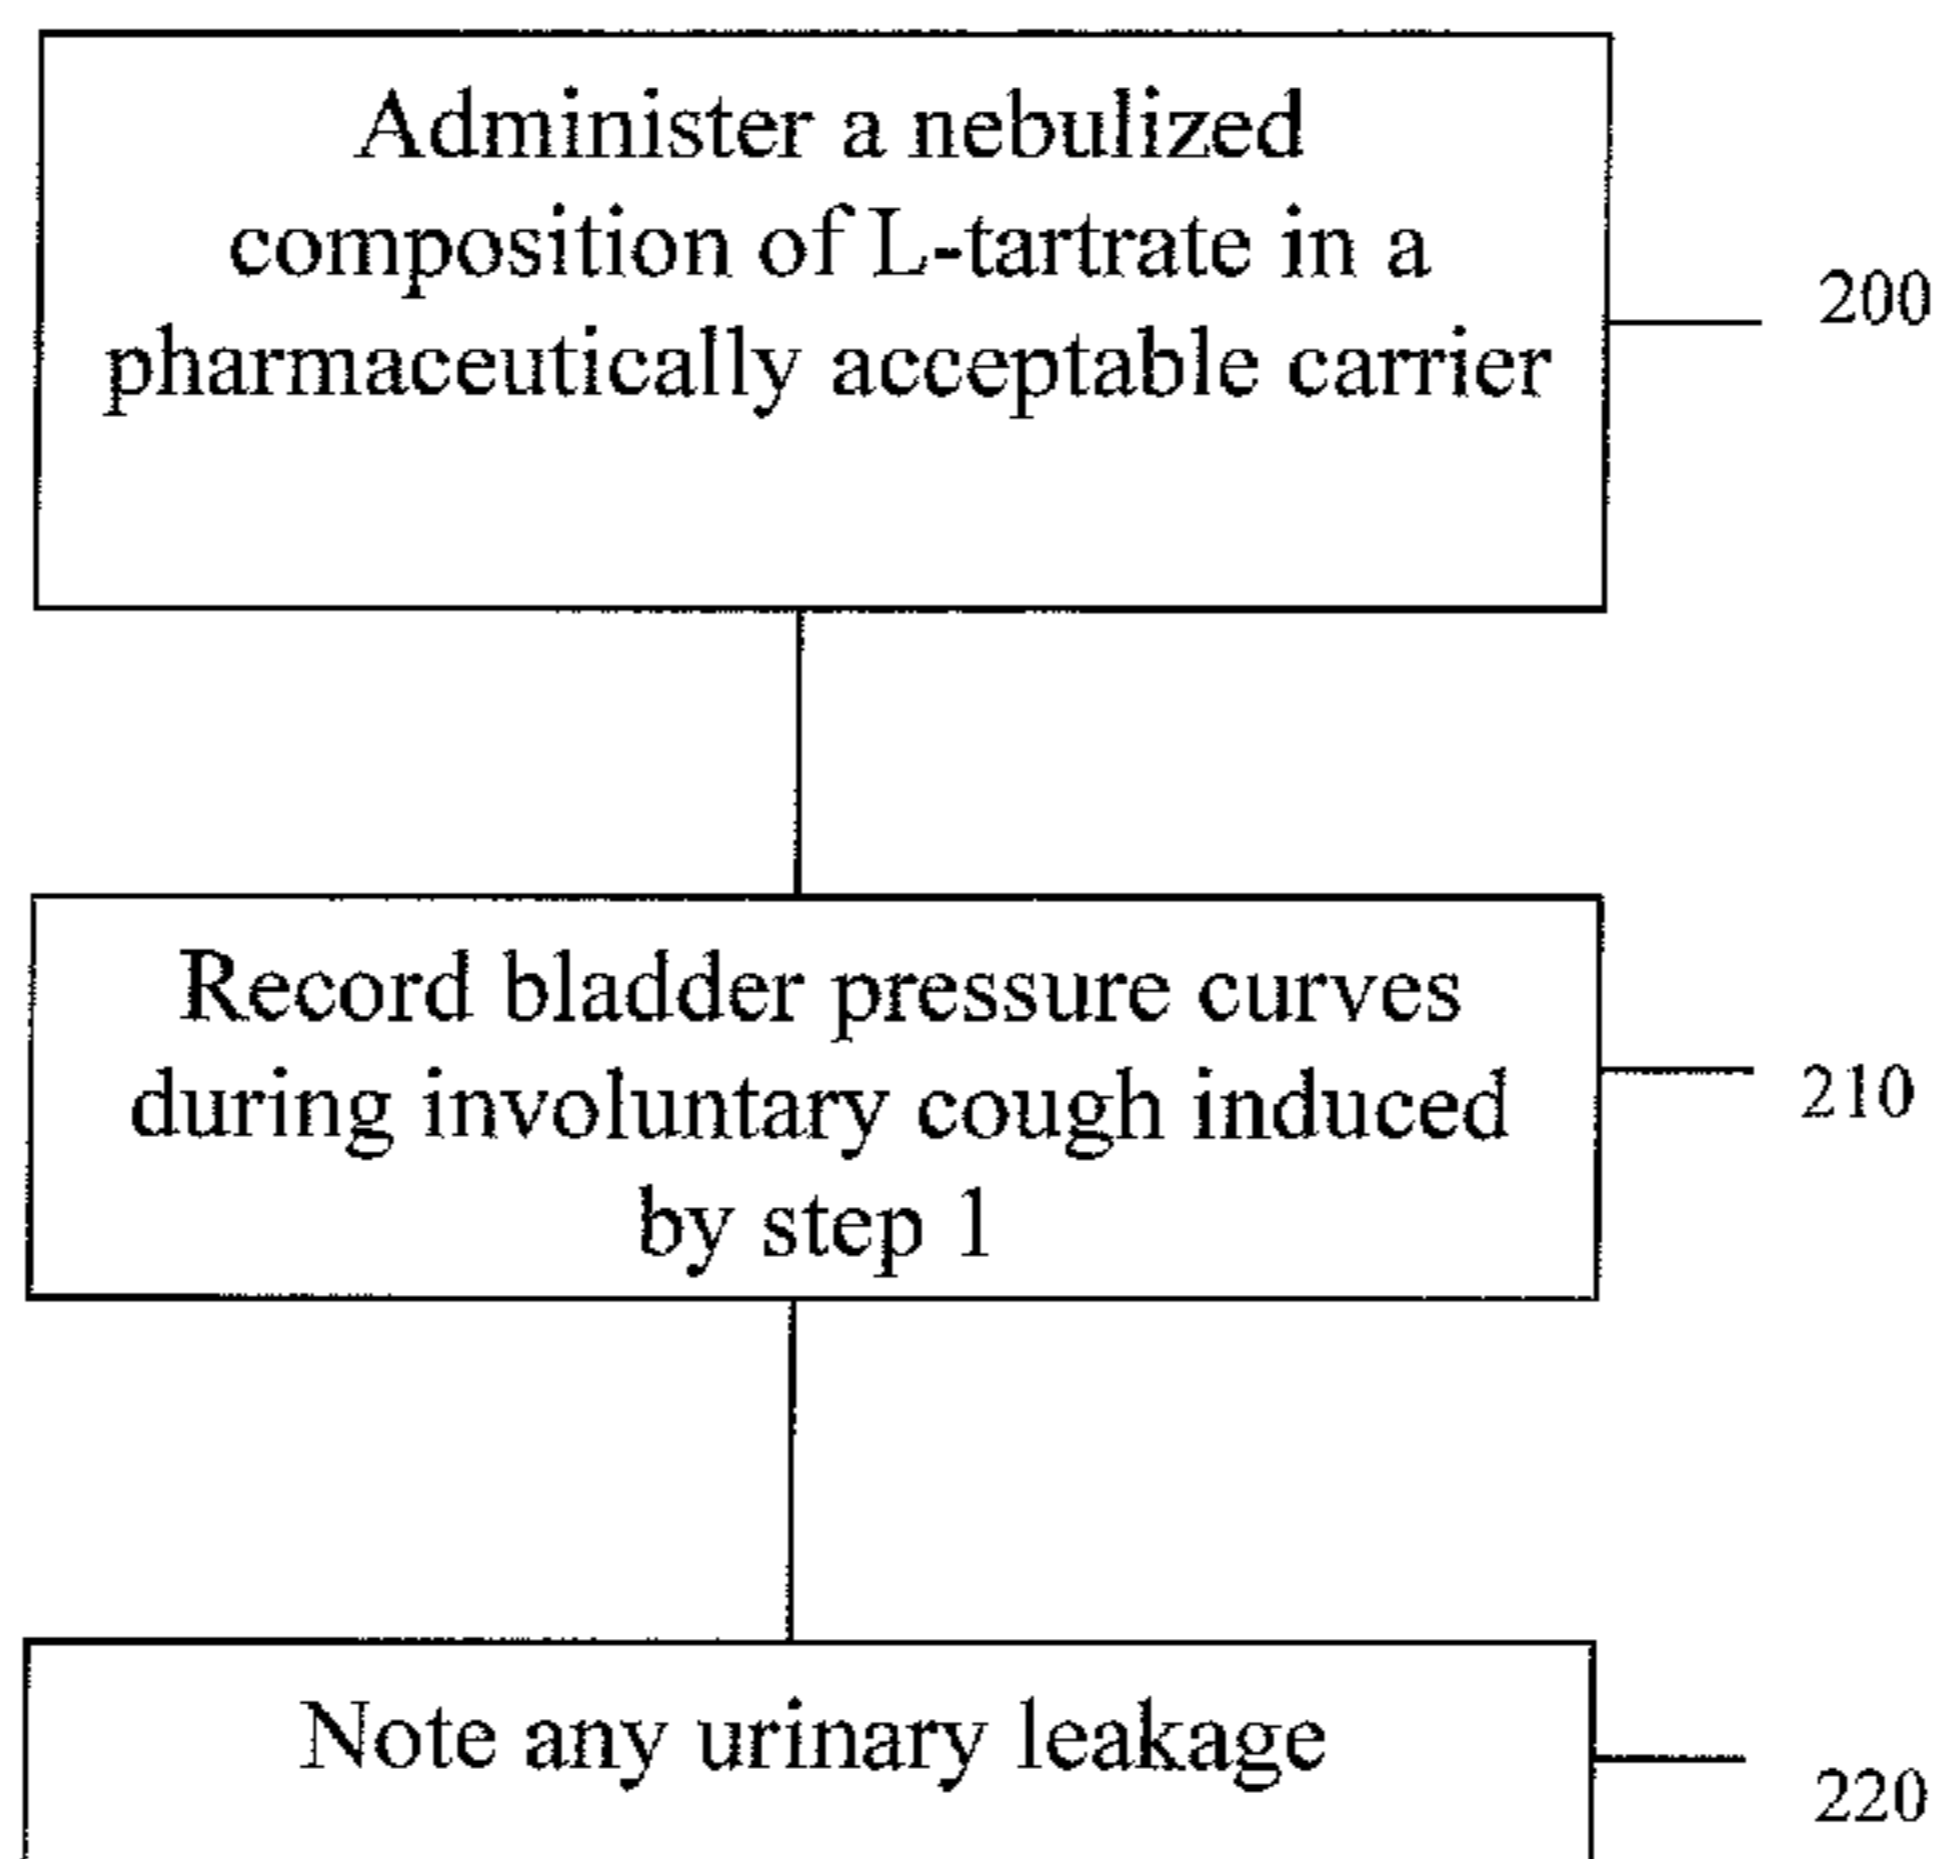 Administer a nebulized
composition of L-tartrate in a
pharmaceutically acceptable carrier
200
Record bladder pressure curves
during involuntary cough induced
by step 1
210
Note any urinary leakage
220